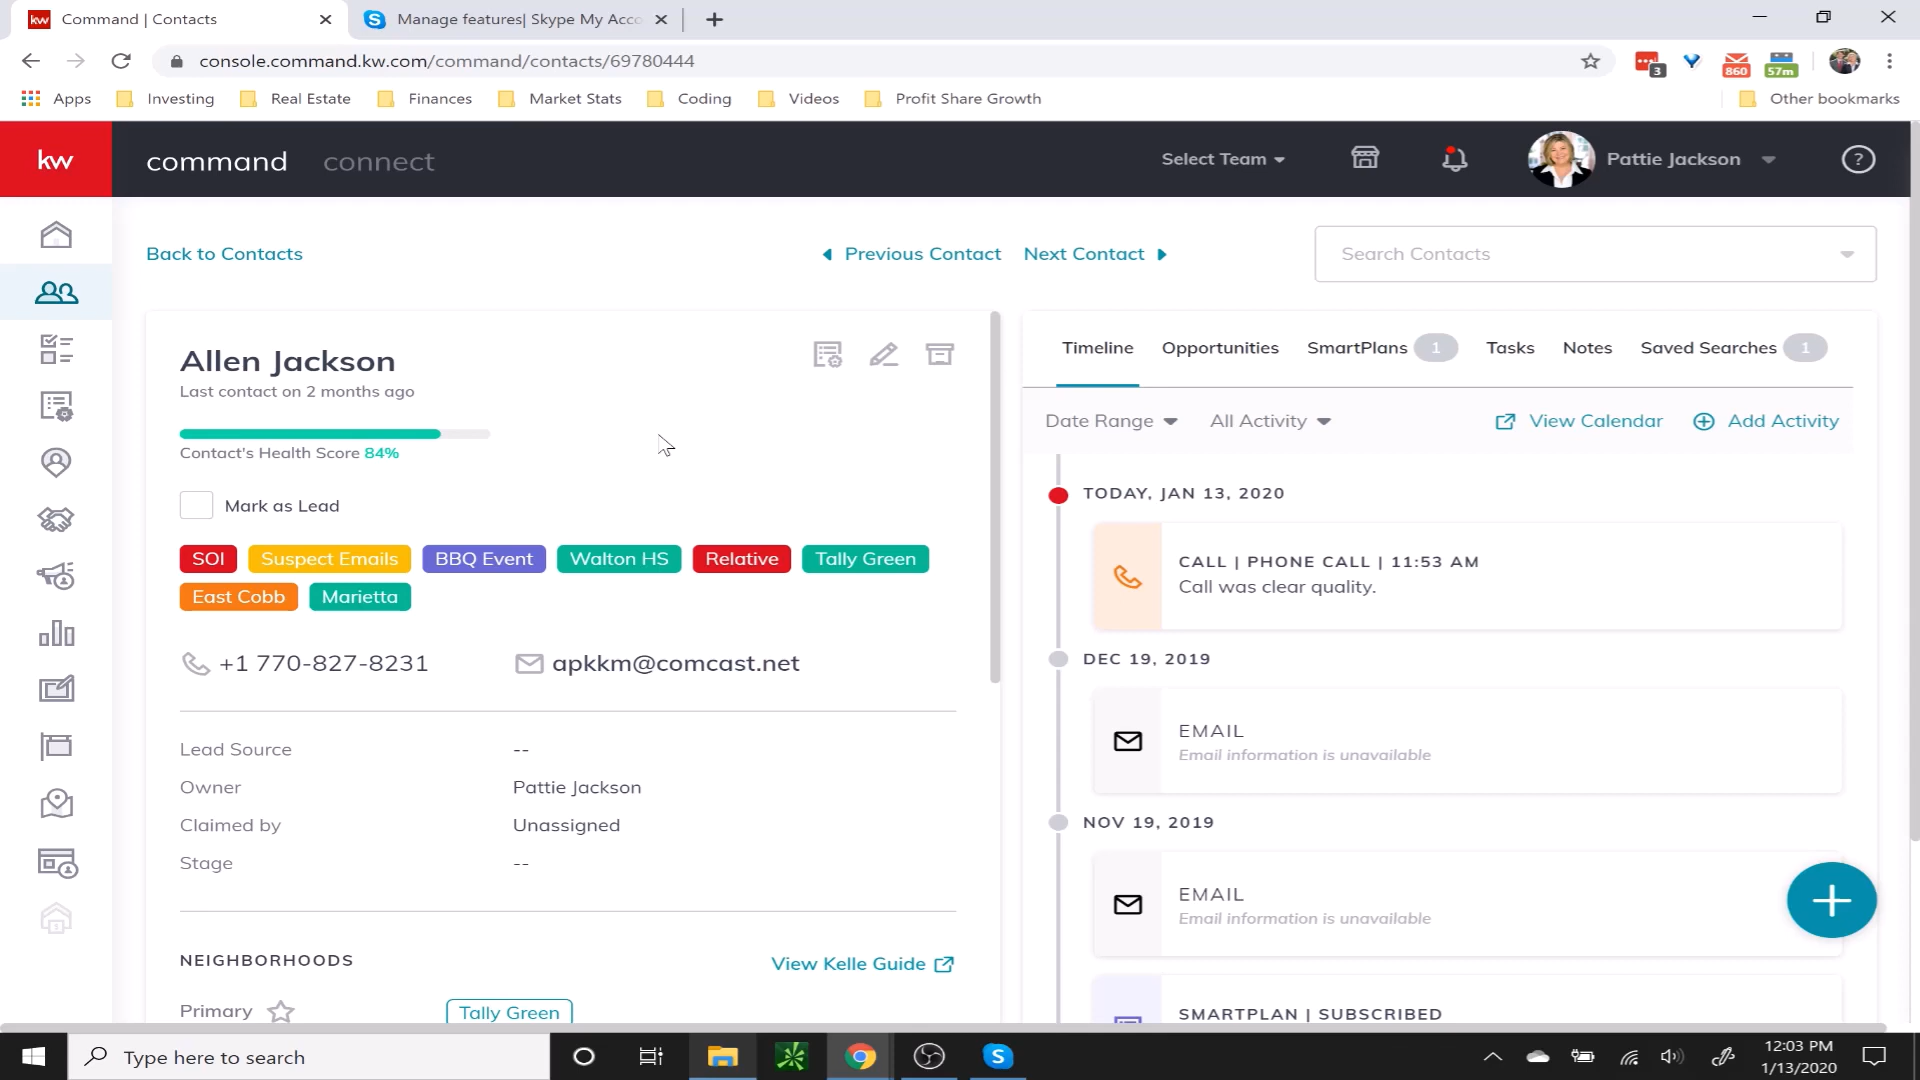 Command | Contacts
Manage features| Skype My Acco
console.command.kw.com/command/contacts/69780444
3
860
57m
Apps
Investing
Real Estate
Finances
Market Stats
Coding
Videos
Profit Share Growth
Other bookmarks
kw
command
connect
Select Team
Pattie Jackson
?
Back to Contacts
Previous Contact
Next Contact
Search Contacts
Allen Jackson
Last contact on 2 months ago
Contact's Health Score 84%
Mark as Lead
SOI
Suspect Emails
BBQ Event
Walton HS
Relative
Tally Green
East Cobb
Marietta
+1 770-827-8231
apkkm@comcast.net
Lead Source
--
Owner
Pattie Jackson
Claimed by
Unassigned
Stage
--
NEIGHBORHOODS
View Kelle Guide
Primary
Tally Green
Timeline
Opportunities
SmartPlans 1
Tasks
Notes
Saved Searches 1
Date Range
All Activity
View Calendar
Add Activity
TODAY, JAN 13, 2020
CALL | PHONE CALL | 11:53 AM
Call was clear quality.
DEC 19, 2019
EMAIL
Email information is unavailable
NOV 19, 2019
EMAIL
Email information is unavailable
SMARTPLAN | SUBSCRIBED
Type here to search
12:03 PM
1/13/2020